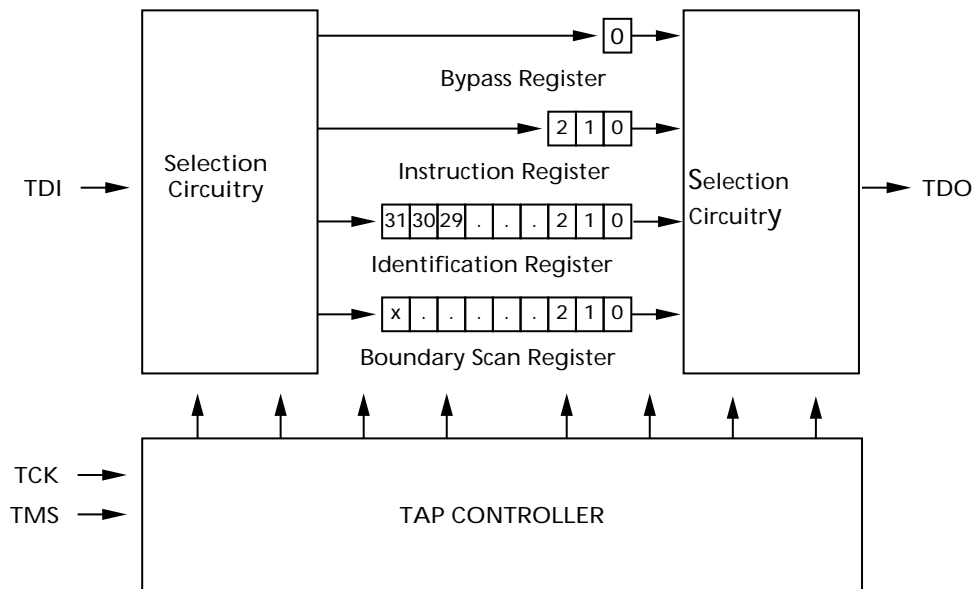 0
Bypass Register
2 1 0
Instruction Register
Selection
Circuitry
TDI
Selection
Circuitry
TDO
31 30 29 . . . 2 1 0
Identification Register
x . . . . . 2 1 0
Boundary Scan Register
TCK
TMS
TAP CONTROLLER